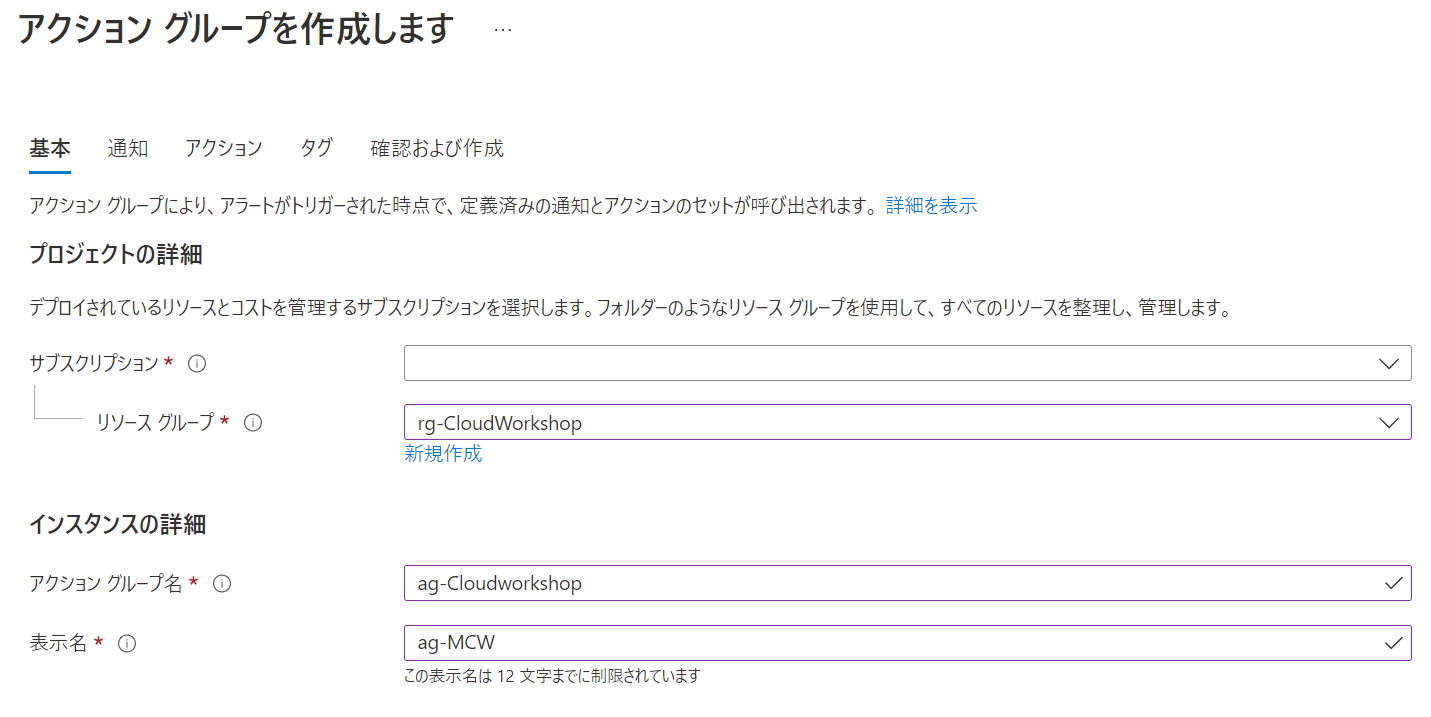 アクション グループを作成します …
基本 通知 アクション タグ 確認および作成
アクション グループにより、アラートがトリガーされた時点で、定義済みの通知とアクションのセットが呼び出されます。 詳細を表示
プロジェクトの詳細
デプロイされているリソースとコストを管理するサブスクリプションを選択します。フォルダーのようなリソース グループを使用して、すべてのリソースを整理し、管理します。
サブスクリプション *
リソース グループ * rg-CloudWorkshop
新規作成
インスタンスの詳細
アクション グループ名 * ag-Cloudworkshop
表示名 * ag-MCW
この表示名は 12 文字までに制限されています